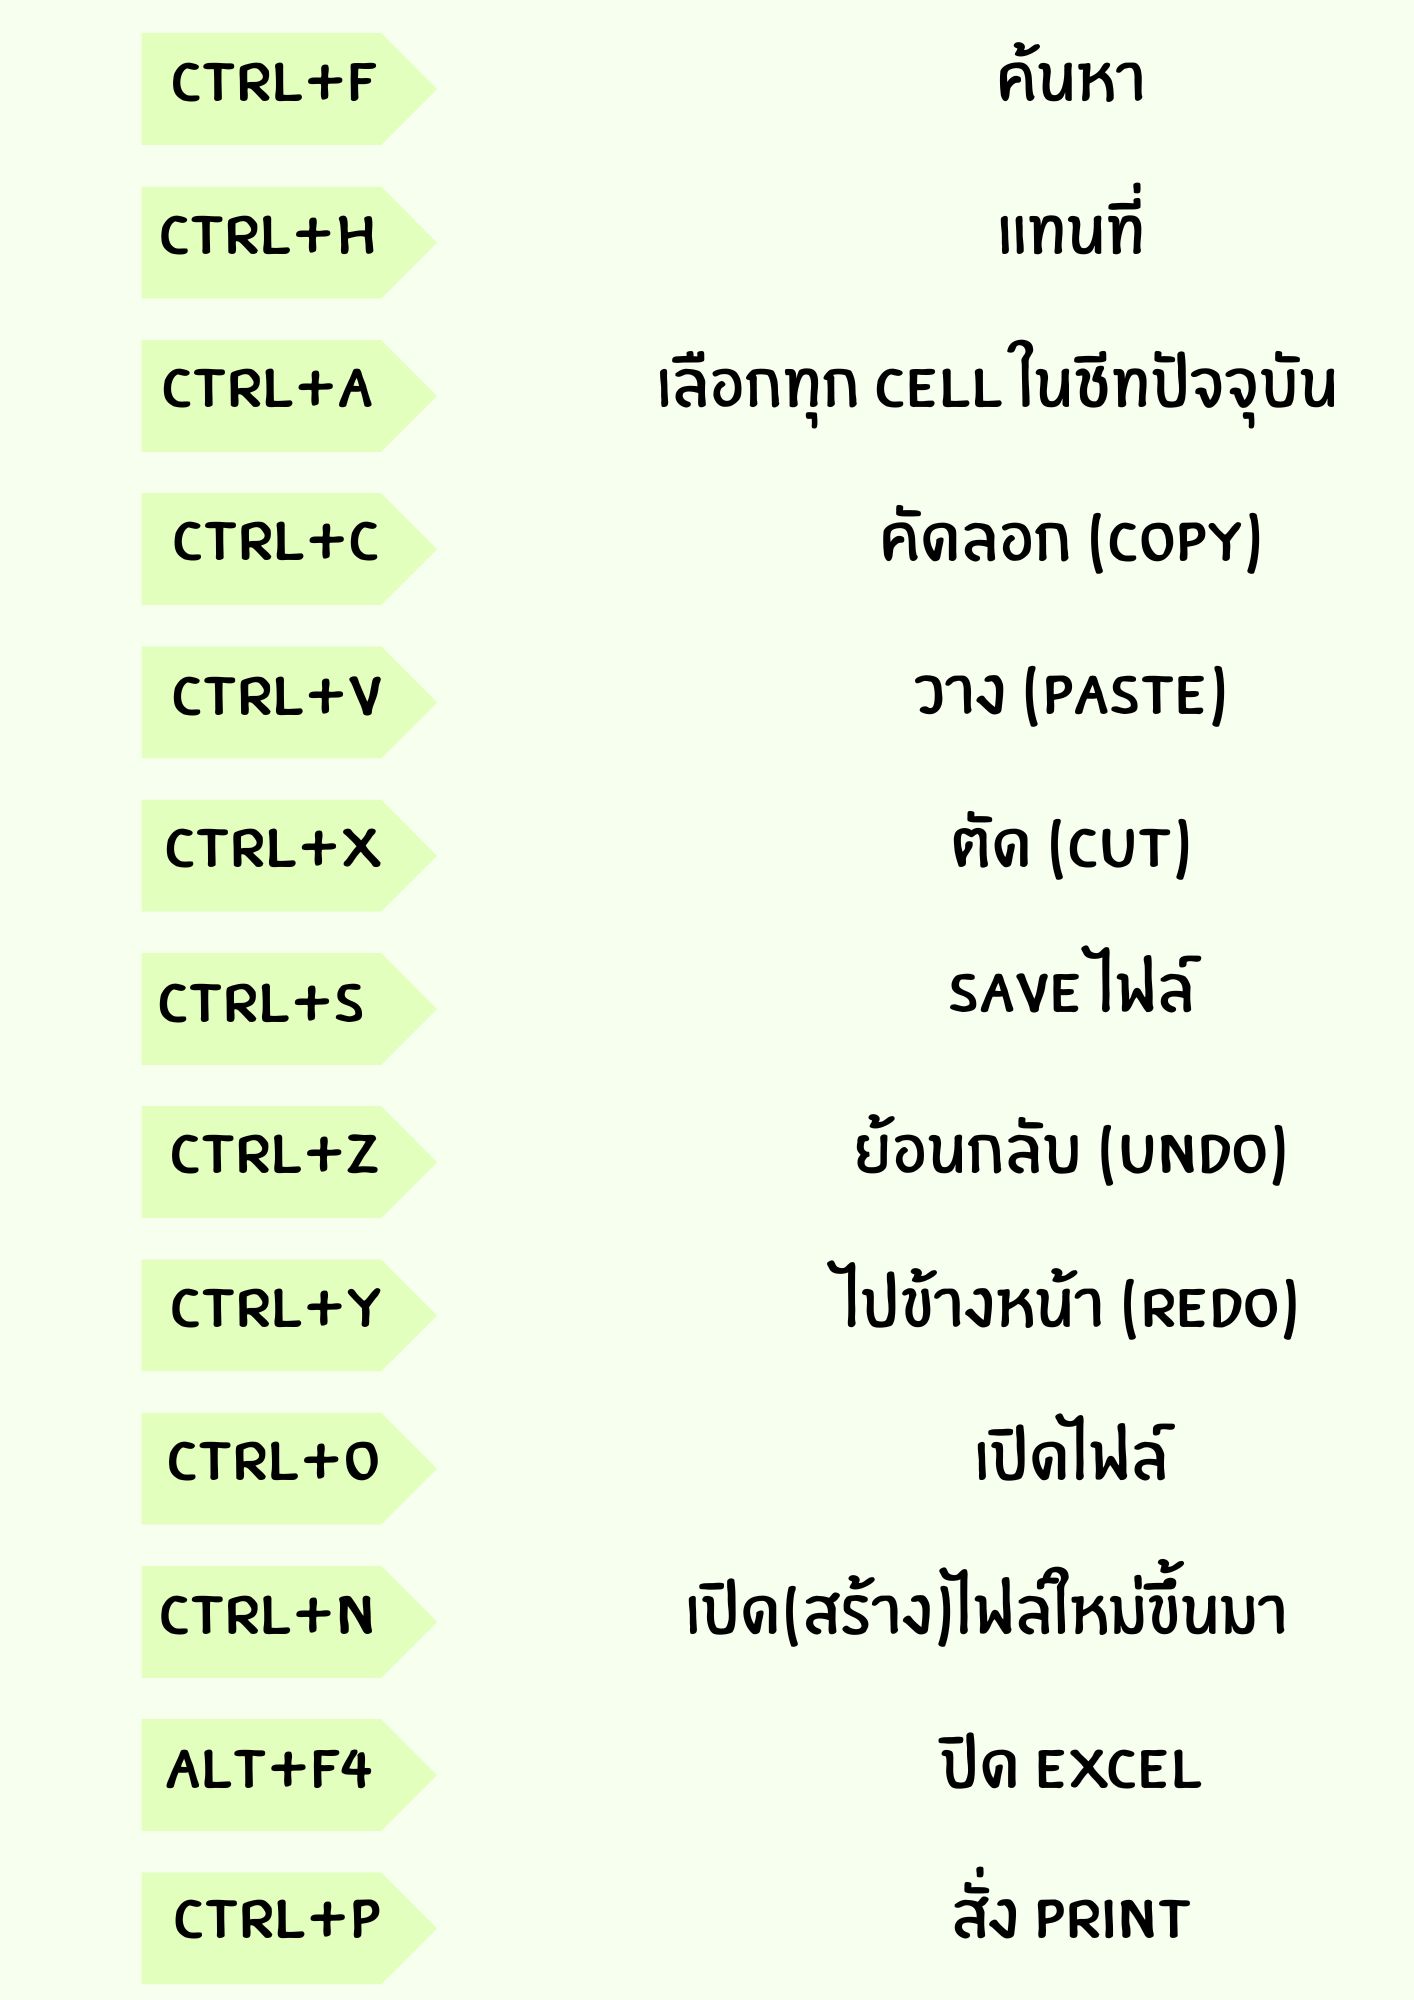 CTRL+F ค้นหา
CTRL+H แทนที่
CTRL+A เลือกทุก CELL ในชีทปัจจุบัน
CTRL+C คัดลอก (COPY)
CTRL+V วาง (PASTE)
CTRL+X ตัด (CUT)
CTRL+S SAVE ไฟล์
CTRL+Z ย้อนกลับ (UNDO)
CTRL+Y ไปข้างหน้า (REDO)
CTRL+O เปิดไฟล์
CTRL+N เปิด(สร้าง)ไฟล์ใหม่ขึ้นมา
ALT+F4 ปิด EXCEL
CTRL+P สั่ง PRINT